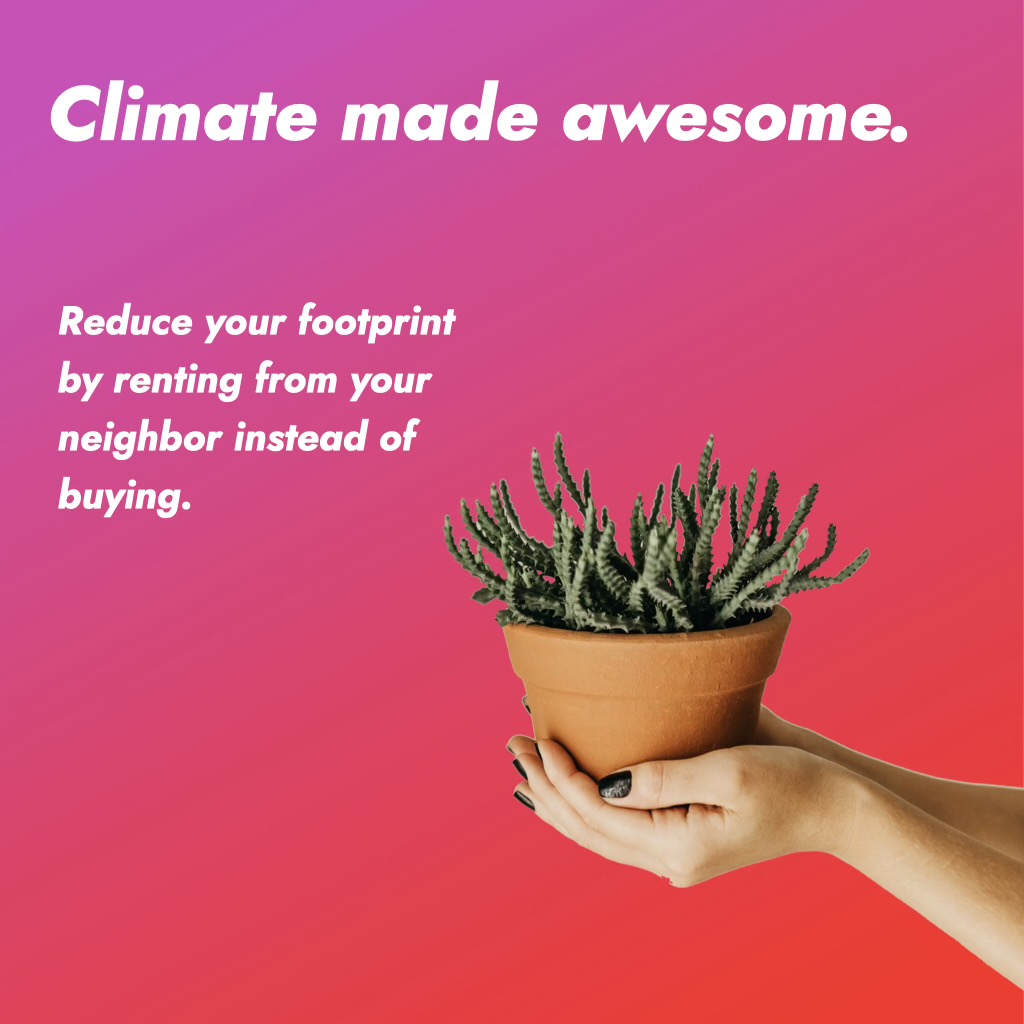 Climate made awesome.
Reduce your footprint
by renting from your
neighbor instead of
buying.